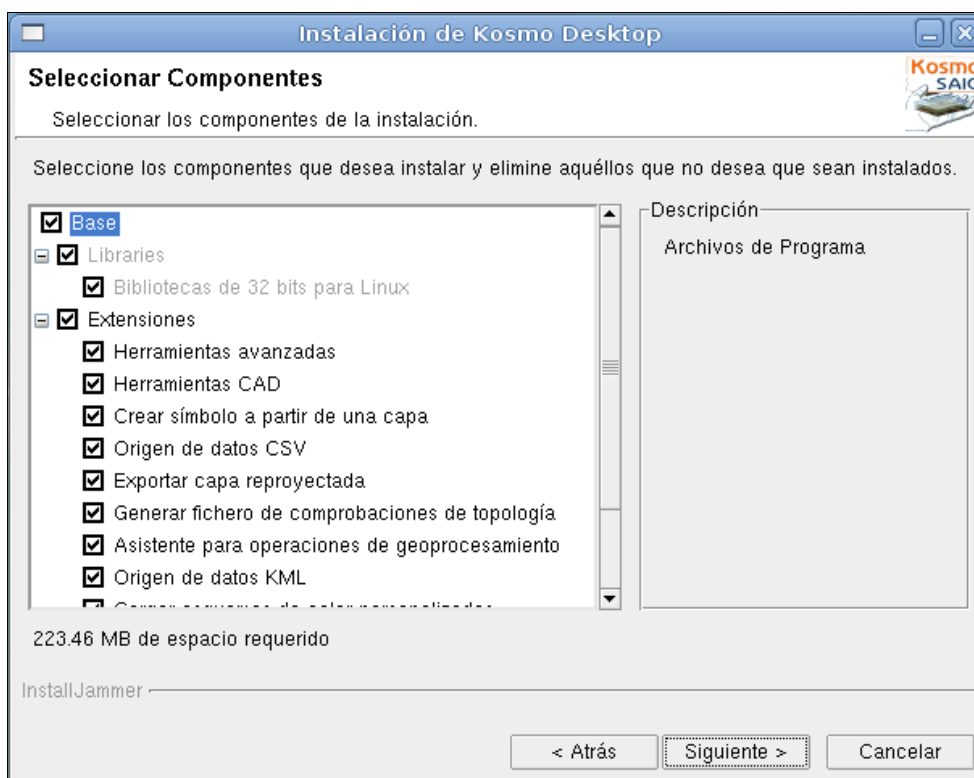 Instalación de Kosmo Desktop
Seleccionar Componentes
Kosmo
SAIG
Seleccionar los componentes de la instalación.
Seleccione los componentes que desea instalar y elimine aquéllos que no desea que sean instalados.
Base
Descripción
Archivos de Programa
Libraries
Bibliotecas de 32 bits para Linux
Extensiones
Herramientas avanzadas
Herramientas CAD
Crear símbolo a partir de una capa
Origen de datos CSV
Exportar capa reproyectada
Generar fichero de comprobaciones de topología
Asistente para operaciones de geoprocesamiento
Origen de datos KML
223.46 MB de espacio requerido
InstallJammer
< Atrás
Siguiente >
Cancelar